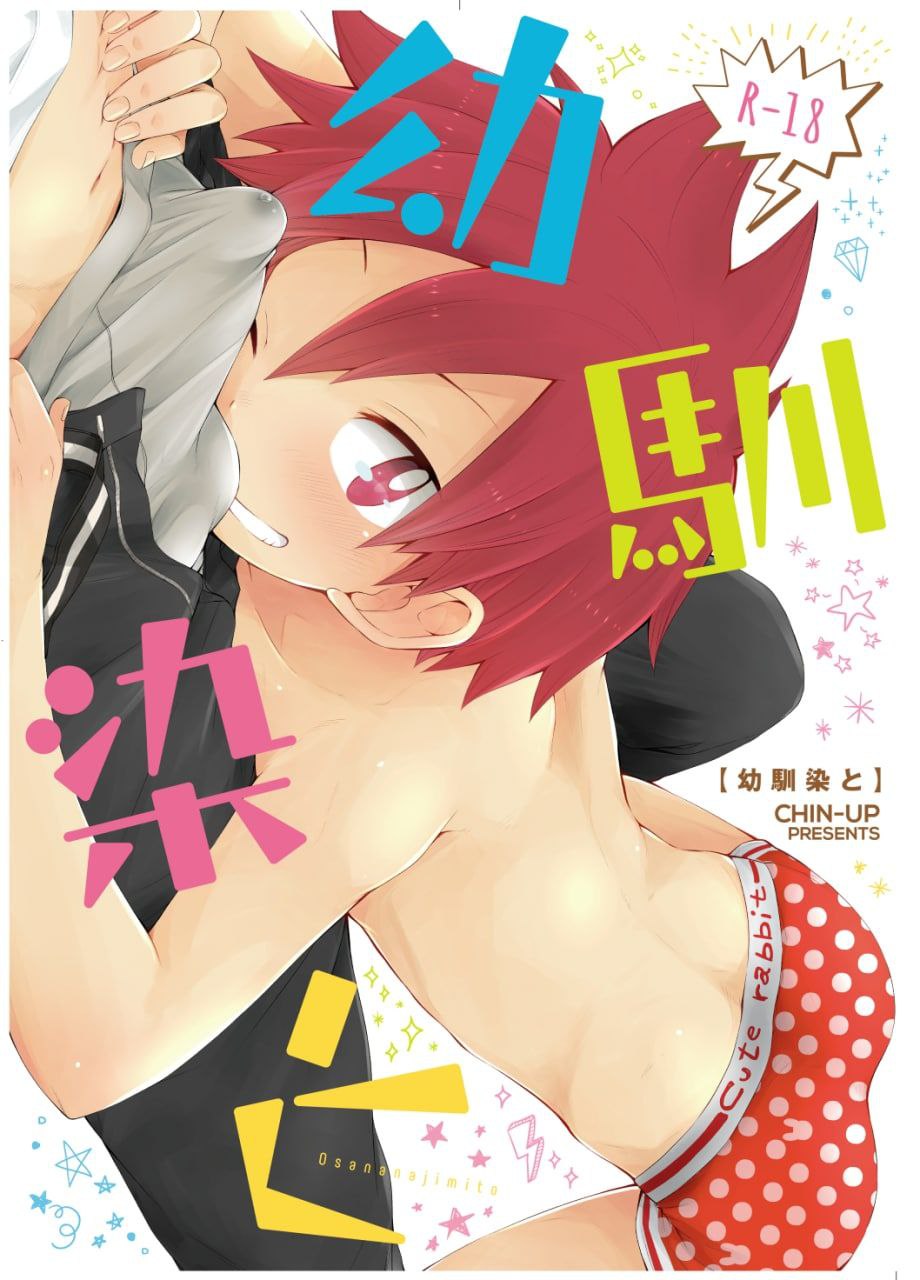 R-18
幼
馴
染
と
【幼馴染と】
CHIN-UP
PRESENTS
Cute rabbit
Osananajimito